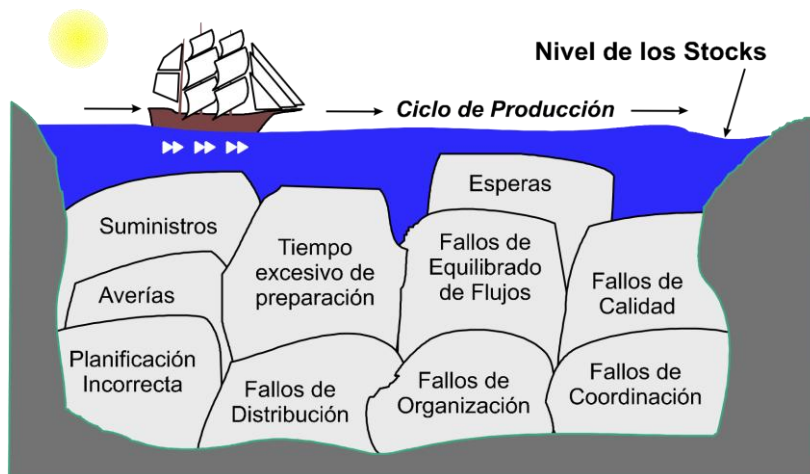 Nivel de los Stocks
Ciclo de Producción
Esperas
Suministros
Tiempo
excesivo de
preparación
Fallos de
Equilibrado
de Flujos
Averías
Fallos de
Calidad
Planificación
Incorrecta
Fallos de
Distribución
Fallos de
Organización
Fallos de
Coordinación